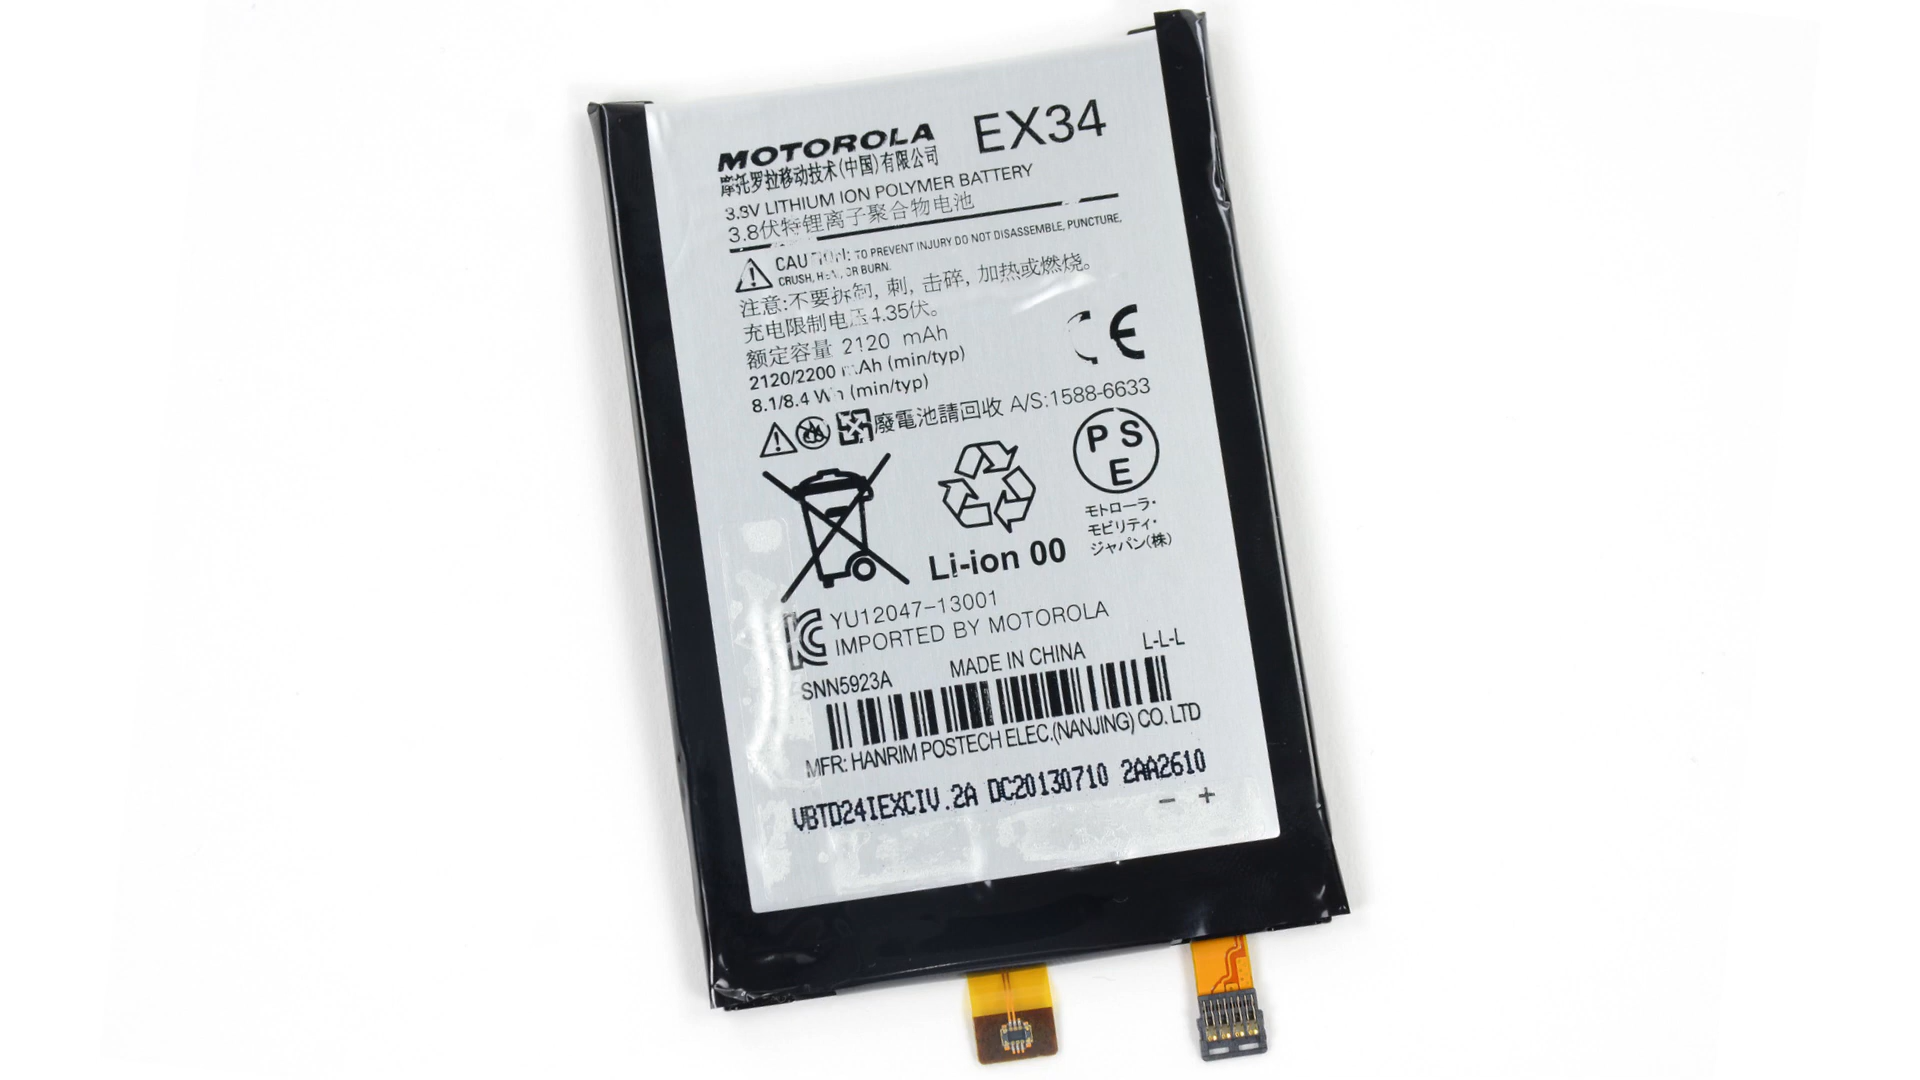 MOTOROLA EX34
摩托罗拉移动技术(中国)有限公司
3.8V LITHIUM ION POLYMER BATTERY
3.8伏特锂离子聚合物电池
CAUTION: TO PREVENT INJURY DO NOT DISASSEMBLE, PUNCTURE,
CRUSH, HEAT, OR BURN.
注意:不要拆卸, 刺, 击碎, 加热或燃烧。
充电限制电压4.35伏。
额定容量 2120 mAh
2120/2200 mAh (min/typ)
8.1/8.4 Wh (min/typ)
CE
廢電池請回收 A/S:1588-6633
PS
E
モトローラ・
モビリティ・
ジャパン(株)
Li-ion 00
YU12047-13001
IMPORTED BY MOTOROLA
SNN5923A MADE IN CHINA L-L-L
MFR: HANRIM POSTECH ELEC.(NANJING) CO. LTD
VBTD24IEXCIV.2A DC20130710 2AA2610
− +